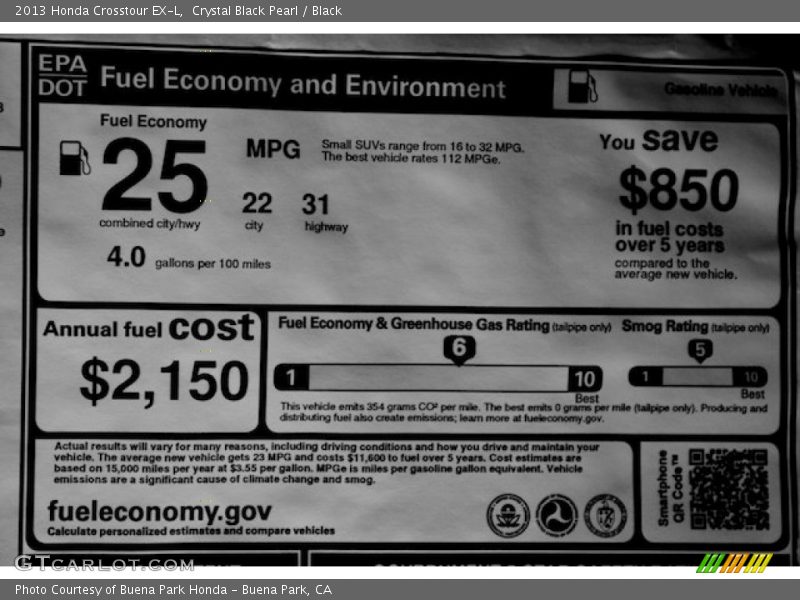 2013 Honda Crosstour EX-L, Crystal Black Pearl / Black
EPA
DOT
Fuel Economy and Environment
Gasoline Vehicle
Fuel Economy
25
MPG
Small SUVs range from 16 to 32 MPG.
The best vehicle rates 112 MPGe.
22
city
31
highway
combined city/hwy
4.0 gallons per 100 miles
You save
$850
in fuel costs
over 5 years
compared to the
average new vehicle.
Annual fuel cost
$2,150
Fuel Economy & Greenhouse Gas Rating (tailpipe only)
6
1
10
Best
Smog Rating (tailpipe only)
5
1
10
Best
This vehicle emits 354 grams CO² per mile. The best emits 0 grams per mile (tailpipe only). Producing and
distributing fuel also create emissions; learn more at fueleconomy.gov.
Actual results will vary for many reasons, including driving conditions and how you drive and maintain your
vehicle. The average new vehicle gets 23 MPG and costs $11,600 to fuel over 5 years. Cost estimates are
based on 15,000 miles per year at $3.55 per gallon. MPGe is miles per gasoline gallon equivalent. Vehicle
emissions are a significant cause of climate change and smog.
fueleconomy.gov
Calculate personalized estimates and compare vehicles
Smartphone
QR Code™
GTCarLot.com
Photo Courtesy of Buena Park Honda - Buena Park, CA